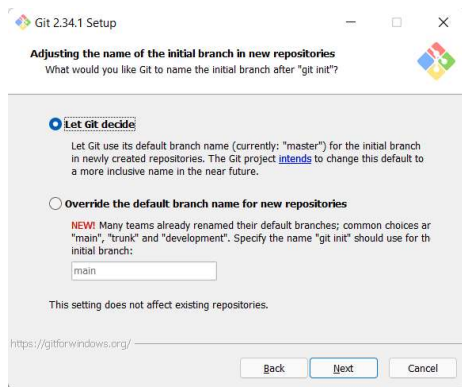 Git 2.34.1 Setup
Adjusting the name of the initial branch in new repositories
What would you like Git to name the initial branch after "git init"?
Let Git decide
Let Git use its default branch name (currently: "master") for the initial branch
in newly created repositories. The Git project intends to change this default to
a more inclusive name in the near future.
Override the default branch name for new repositories
NEW! Many teams already renamed their default branches; common choices ar
"main", "trunk" and "development". Specify the name "git init" should use for th
initial branch:
main
This setting does not affect existing repositories.
https://gitforwindows.org/
Back Next Cancel